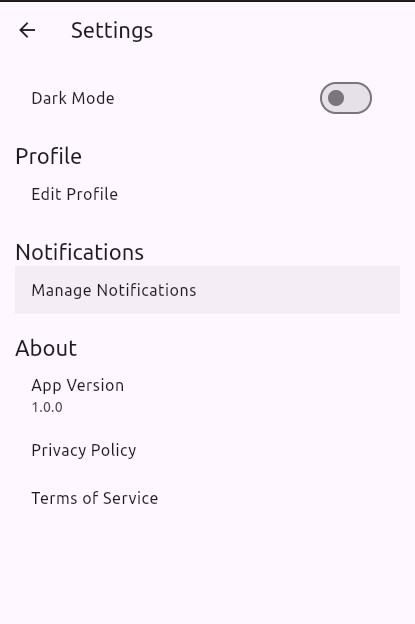 Settings
Dark Mode
Profile
Edit Profile
Notifications
Manage Notifications
About
App Version
1.0.0
Privacy Policy
Terms of Service